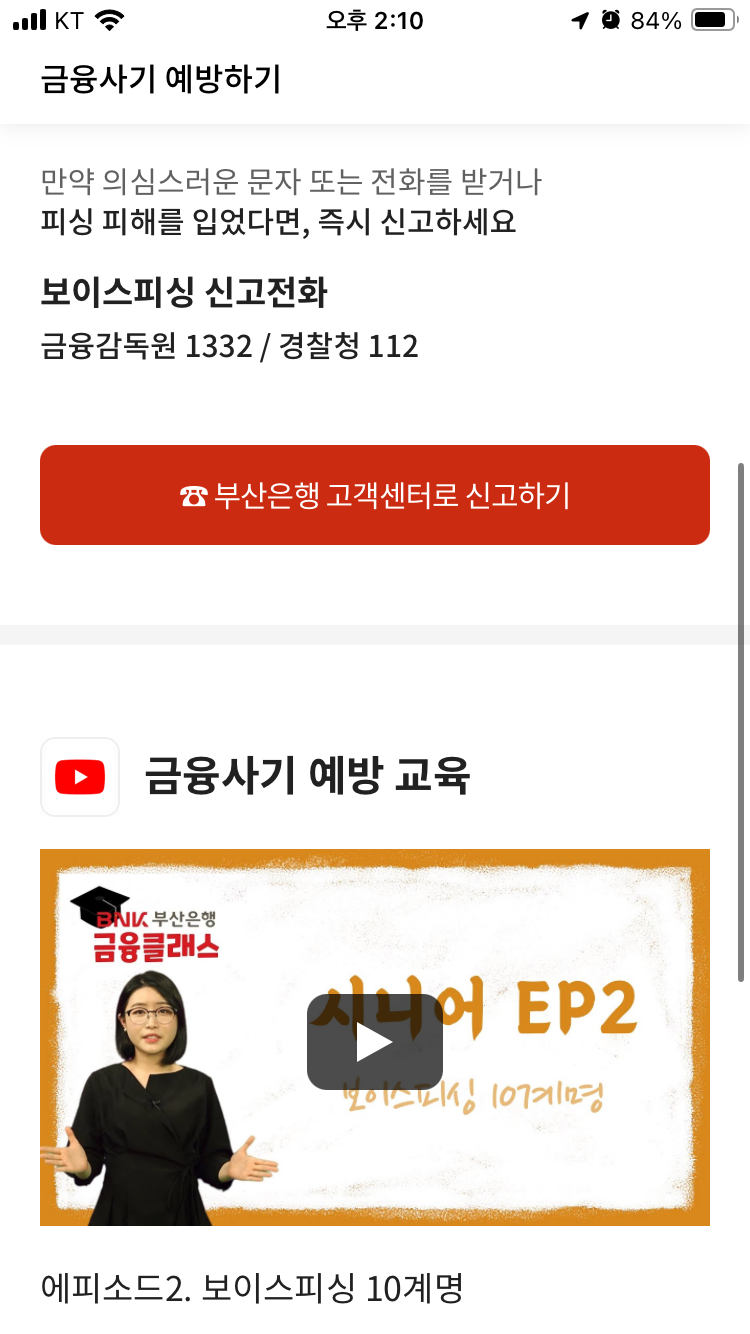 KT 오후 2:10 84%
금융사기 예방하기
만약 의심스러운 문자 또는 전화를 받거나
피싱 피해를 입었다면, 즉시 신고하세요
보이스피싱 신고전화
금융감독원 1332 / 경찰청 112
☎ 부산은행 고객센터로 신고하기
금융사기 예방 교육
BNK 부산은행
금융클래스
시니어 EP2
보이스피싱 10계명
에피소드2. 보이스피싱 10계명